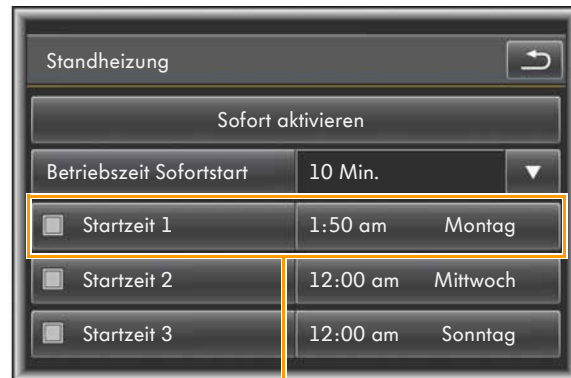 Standheizung
Sofort aktivieren
Betriebszeit Sofortstart 10 Min.
Startzeit 1 1:50 am Montag
Startzeit 2 12:00 am Mittwoch
Startzeit 3 12:00 am Sonntag